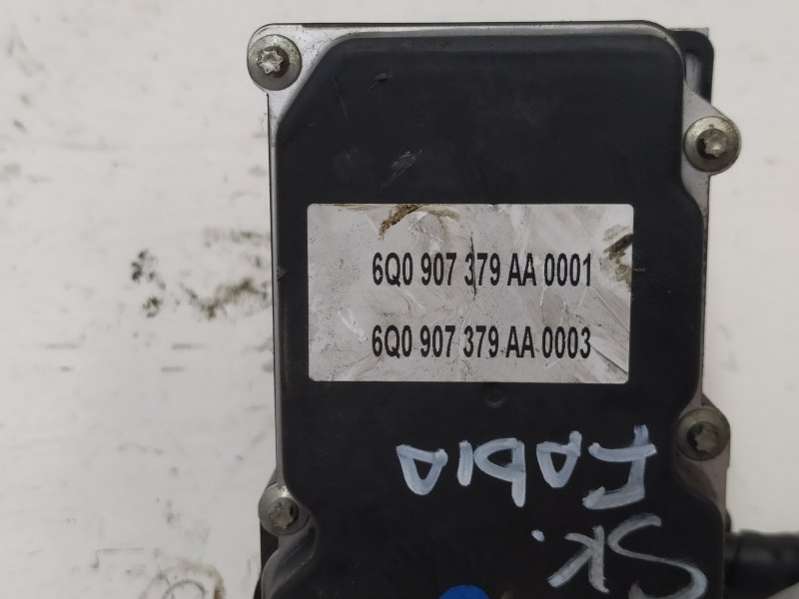 6Q0 907 379 AA 0001
6Q0 907 379 AA 0003
SK.
FABIA